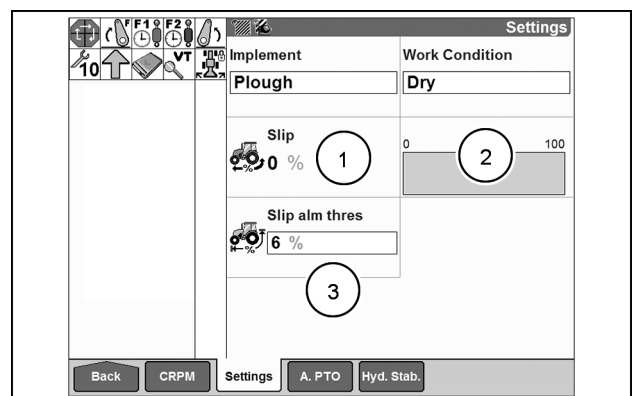 F F1 F2
Settings
10 VT
Implement
Work Condition
Plough
Dry
Slip
0 %
1
0
100
2
Slip alm thres
6 %
3
Back
CRPM
Settings
A. PTO
Hyd. Stab.